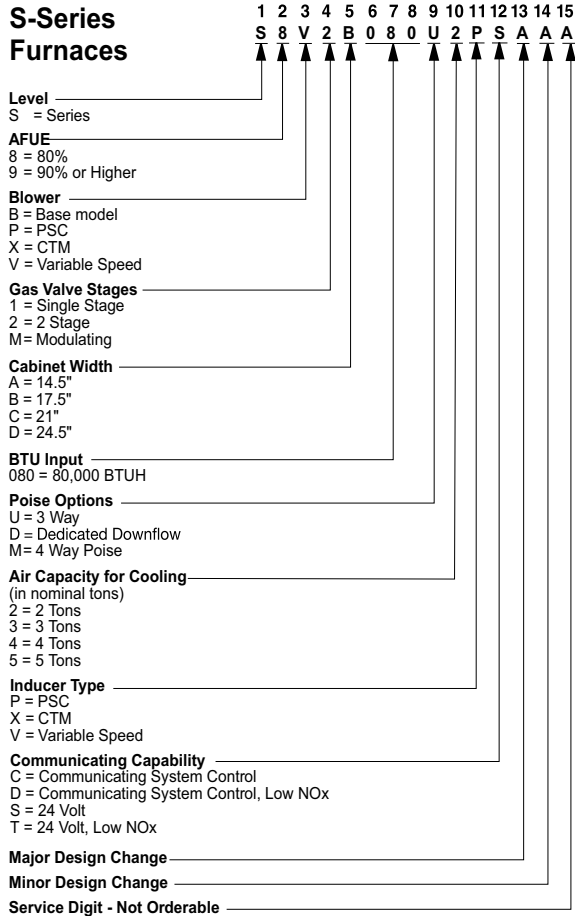 S-Series
Furnaces
1 2 3 4 5 6 7 8 9 10 11 12 13 14 15
S 8 V 2 B 0 8 0 U 2 P S A A A
Level
S = Series
AFUE
8 = 80%
9 = 90% or Higher
Blower
B = Base model
P = PSC
X = CTM
V = Variable Speed
Gas Valve Stages
1 = Single Stage
2 = 2 Stage
M= Modulating
Cabinet Width
A = 14.5"
B = 17.5"
C = 21"
D = 24.5"
BTU Input
080 = 80,000 BTUH
Poise Options
U = 3 Way
D = Dedicated Downflow
M= 4 Way Poise
Air Capacity for Cooling
(in nominal tons)
2 = 2 Tons
3 = 3 Tons
4 = 4 Tons
5 = 5 Tons
Inducer Type
P = PSC
X = CTM
V = Variable Speed
Communicating Capability
C = Communicating System Control
D = Communicating System Control, Low NOx
S = 24 Volt
T = 24 Volt, Low NOx
Major Design Change
Minor Design Change
Service Digit - Not Orderable